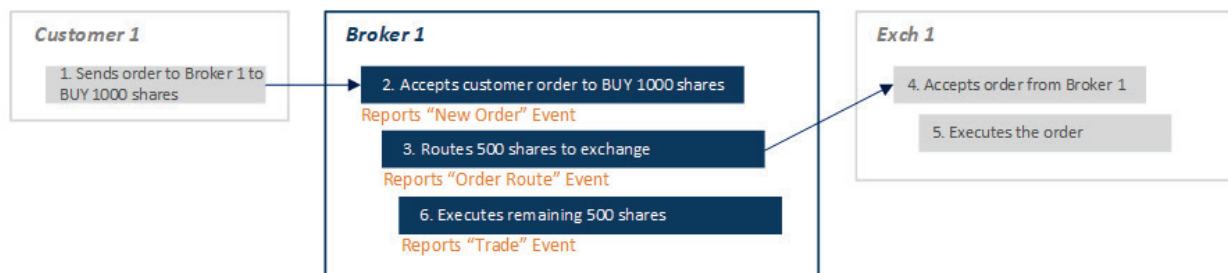 Customer 1
1. Sends order to Broker 1 to
BUY 1000 shares
Broker 1
2. Accepts customer order to BUY 1000 shares
Reports “New Order” Event
3. Routes 500 shares to exchange
Reports “Order Route” Event
6. Executes remaining 500 shares
Reports “Trade” Event
Exch 1
4. Accepts order from Broker 1
5. Executes the order